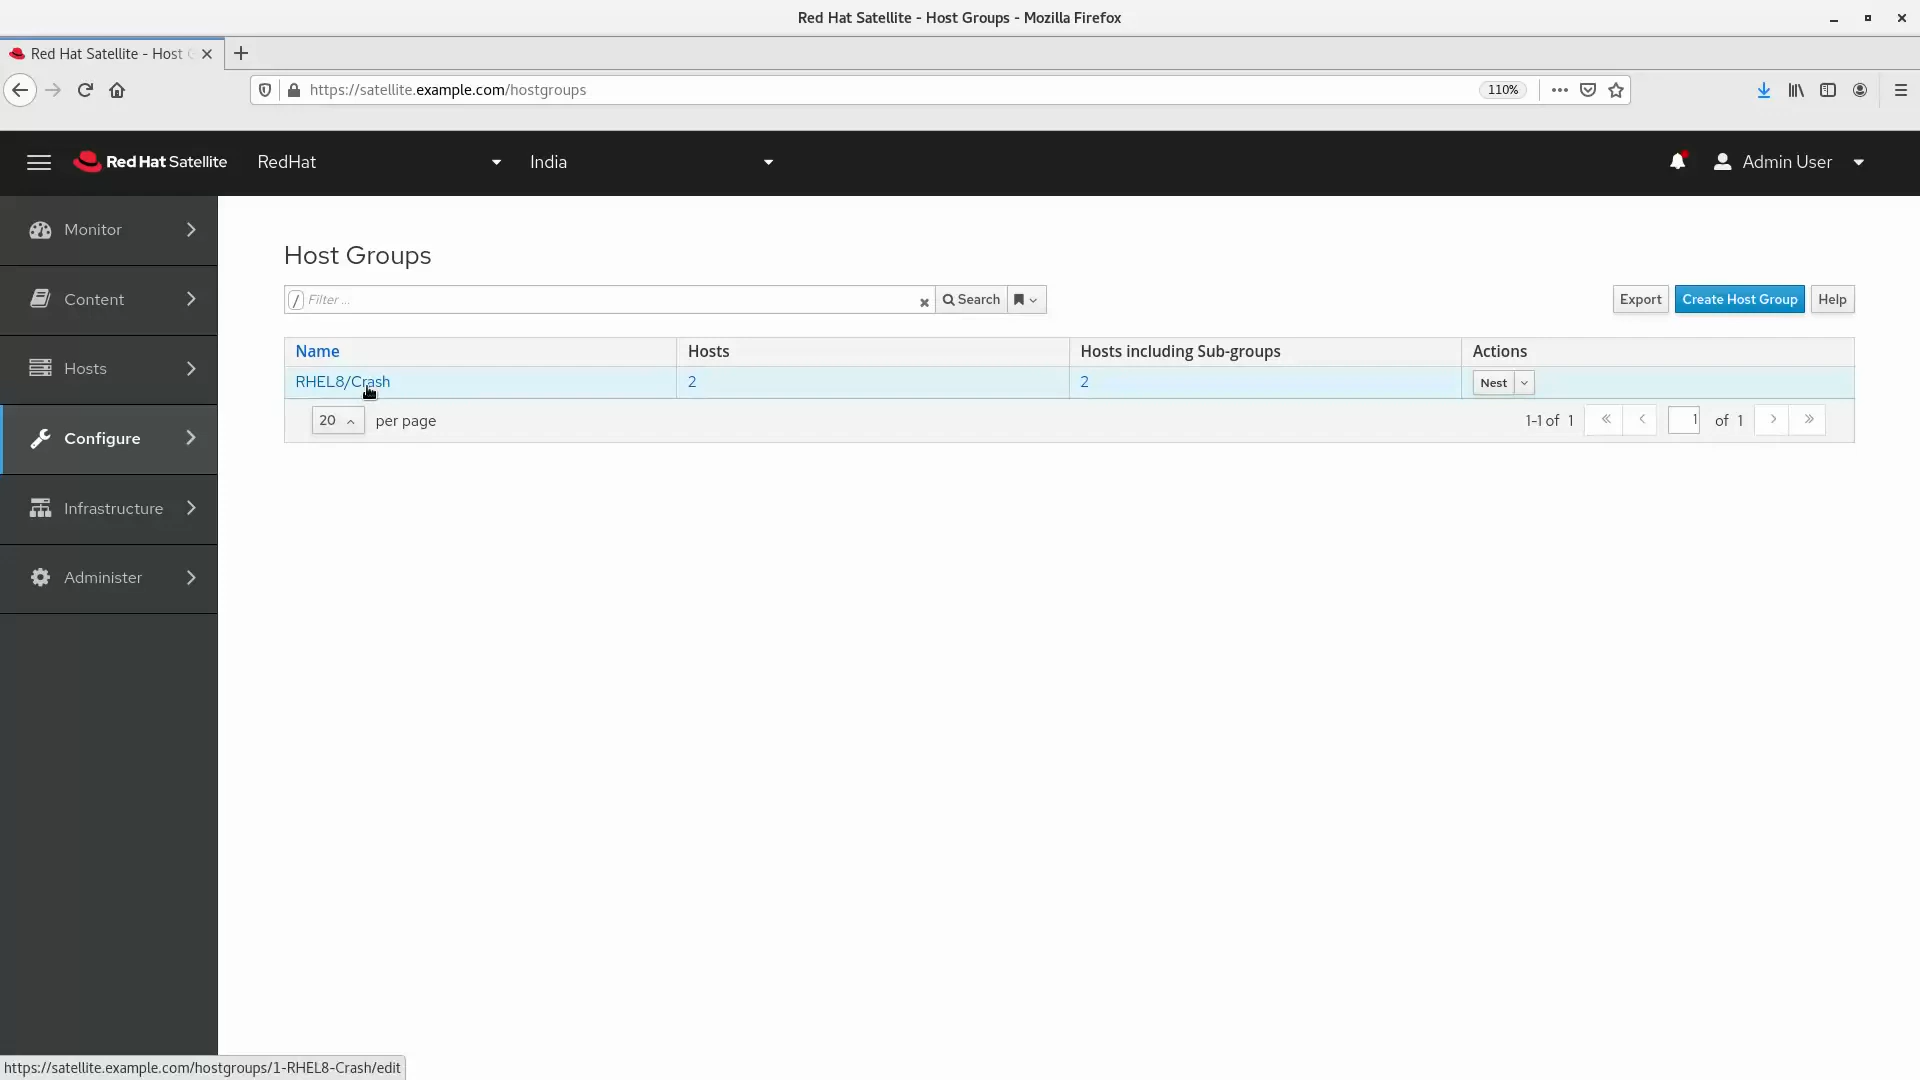 Red Hat Satellite - Host Groups - Mozilla Firefox
Red Hat Satellite - Host
https://satellite.example.com/hostgroups
110%
Red Hat Satellite
RedHat
India
Admin User
Monitor
Content
Hosts
Configure
Infrastructure
Administer
Host Groups
/ Filter ...
Search
Export
Create Host Group
Help
Name Hosts Hosts including Sub-groups Actions
RHEL8/Crash 2 2 Nest
20 per page
1-1 of 1 « < 1 of 1 > »
https://satellite.example.com/hostgroups/1-RHEL8-Crash/edit